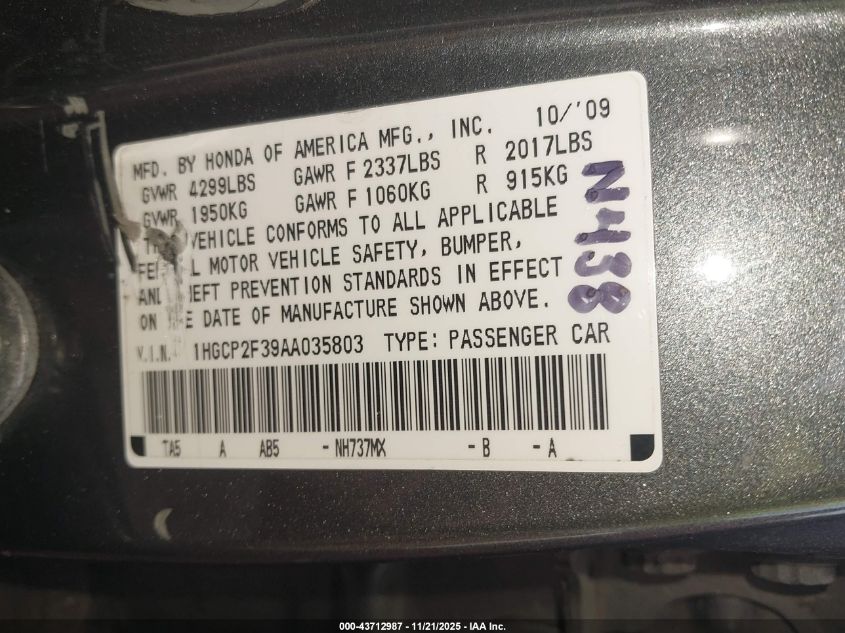 MFD. BY HONDA OF AMERICA MFG., INC. 10/'09
GVWR 4299LBS GAWR F 2337LBS R 2017LBS
GVWR 1950KG GAWR F 1060KG R 915KG
VEHICLE CONFORMS TO ALL APPLICABLE
MOTOR VEHICLE SAFETY, BUMPER,
AND PREVENTION STANDARDS IN EFFECT
ON DATE OF MANUFACTURE SHOWN ABOVE.
V.I.N. 1HGCP2F39AA035803 TYPE: PASSENGER CAR
TA5 A AB5 - NH737MX - B - A
N438
000-43712987 - 11/21/2025 - IAA Inc.